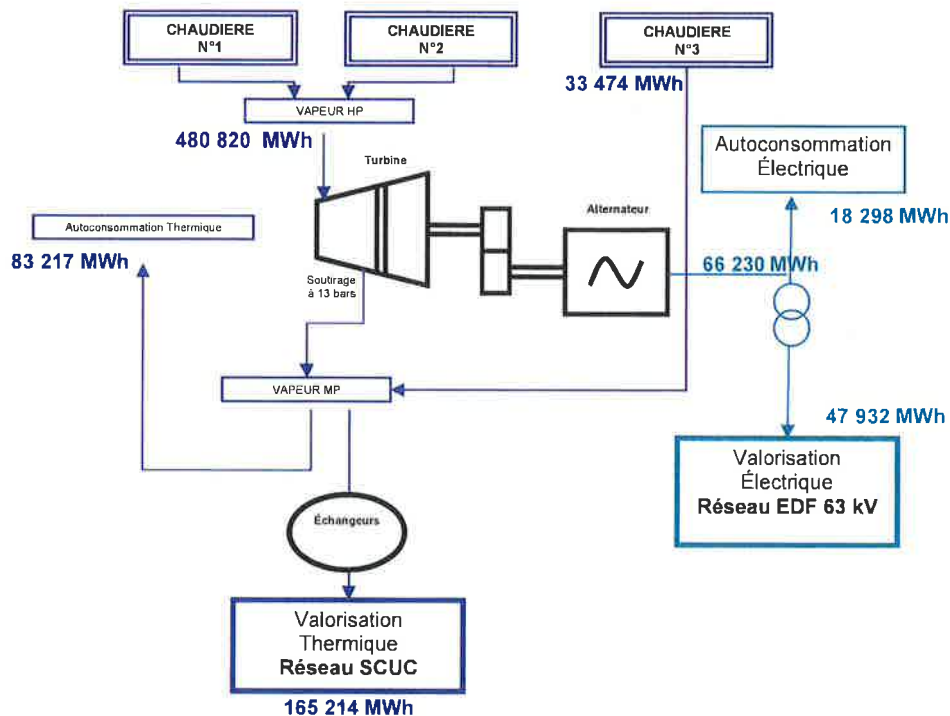 CHAUDIERE
N°1
CHAUDIERE
N°2
CHAUDIERE
N°3
33 474 MWh
VAPEUR HP
480 820 MWh
Turbine
Autoconsommation
Électrique
18 298 MWh
Alternateur
Autoconsommation Thermique
83 217 MWh
66 230 MWh
Soutirage
à 13 bars
VAPEUR MP
47 932 MWh
Valorisation
Électrique
Réseau EDF 63 kV
Échangeurs
Valorisation
Thermique
Réseau SCUC
165 214 MWh